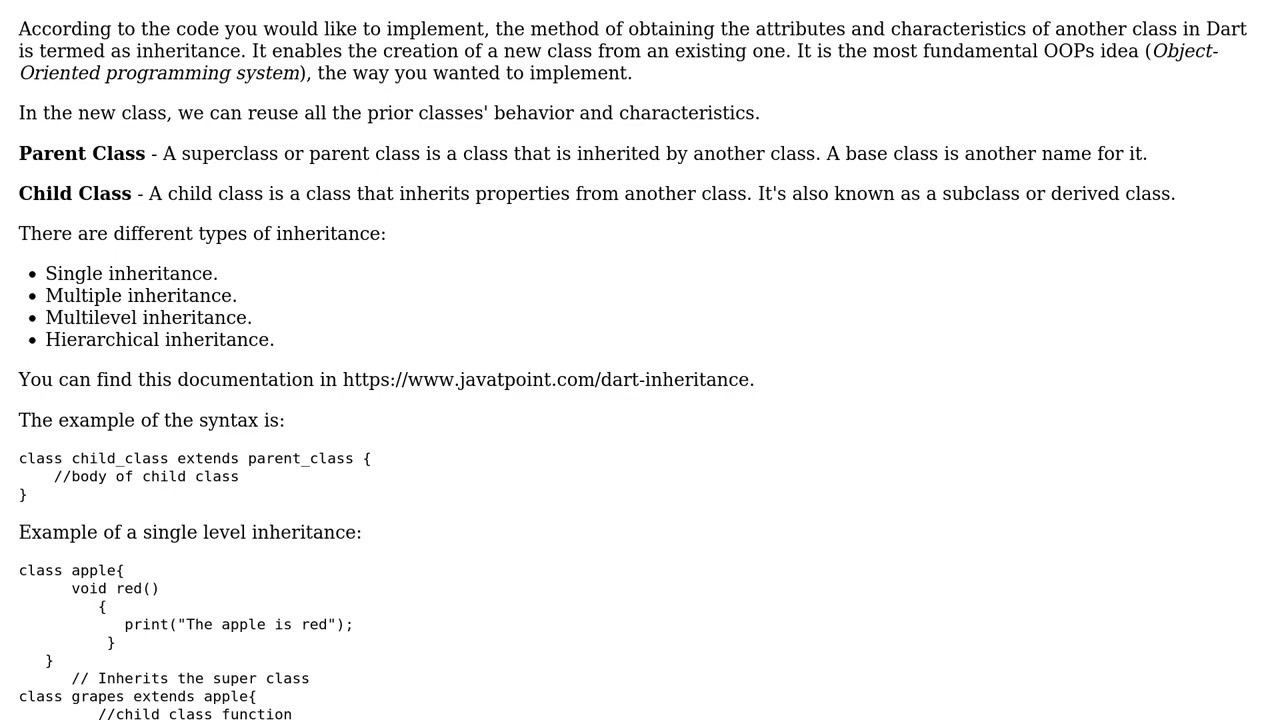 According to the code you would like to implement, the method of obtaining the attributes and characteristics of another class in Dart
is termed as inheritance. It enables the creation of a new class from an existing one. It is the most fundamental OOPs idea (Object-
Oriented programming system), the way you wanted to implement.
In the new class, we can reuse all the prior classes' behavior and characteristics.
Parent Class - A superclass or parent class is a class that is inherited by another class. A base class is another name for it.
Child Class - A child class is a class that inherits properties from another class. It's also known as a subclass or derived class.
There are different types of inheritance:
• Single inheritance.
• Multiple inheritance.
• Multilevel inheritance.
• Hierarchical inheritance.
You can find this documentation in https://www.javatpoint.com/dart-inheritance.
The example of the syntax is:
class child_class extends parent_class {
    //body of child class
}
Example of a single level inheritance:
class apple{
      void red()
         {
            print("The apple is red");
          }
   }
      // Inherits the super class
class grapes extends apple{
         //child class function